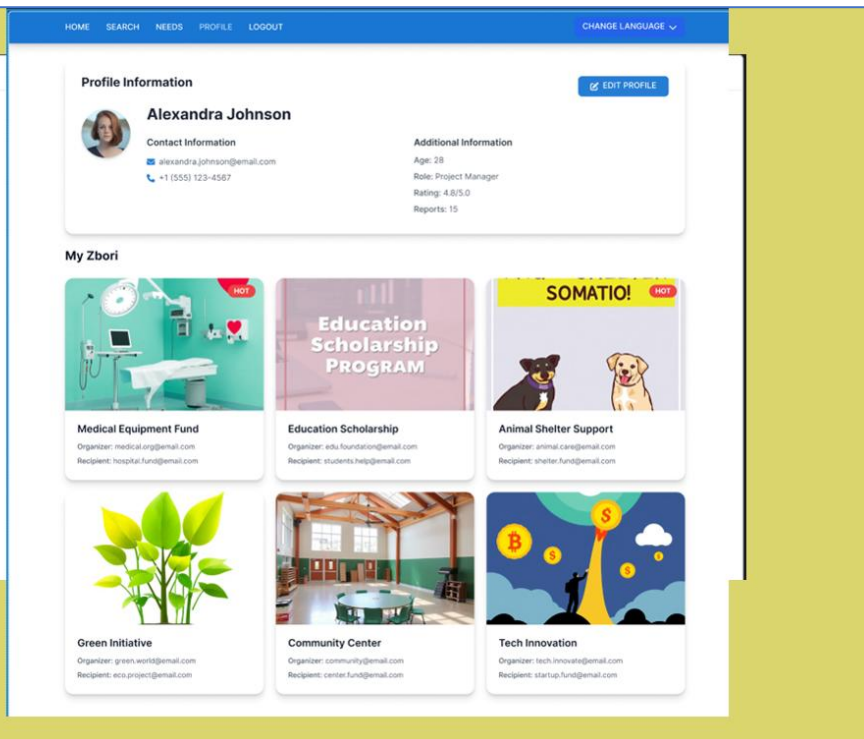 HOME SEARCH NEEDS PROFILE LOGOUT CHANGE LANGUAGE
Profile Information
EDIT PROFILE
Alexandra Johnson
Contact Information
alexandra.johnson@email.com
+1 (555) 123-4567
Additional Information
Age: 28
Role: Project Manager
Rating: 4.8/5.0
Reports: 15
My Zbori
HOT
Medical Equipment Fund
Organizer: medical.org@email.com
Recipient: hospital.fund@email.com
Education
Scholarship
PROGRAM
Education Scholarship
Organizer: edu.foundation@email.com
Recipient: students.help@email.com
SOMATIO!
HOT
Animal Shelter Support
Organizer: animal.care@email.com
Recipient: shelter.fund@email.com
Green Initiative
Organizer: green.world@email.com
Recipient: eco.project@email.com
Community Center
Organizer: community@email.com
Recipient: center.fund@email.com
$
$
$
$
Tech Innovation
Organizer: tech.innovate@email.com
Recipient: startup.fund@email.com